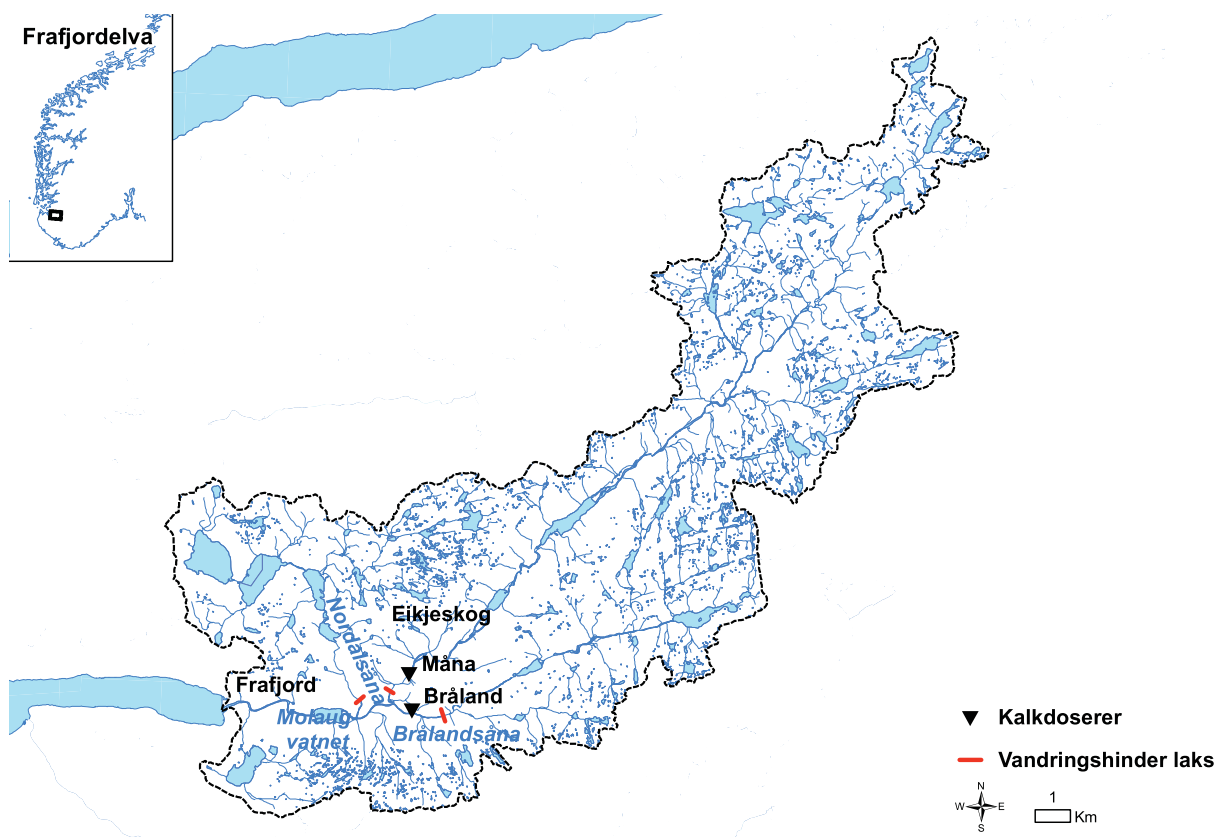 Frafjordelva
Eikjeskog
Nordalsåna
Måna
Frafjord
Bråland
Molaug
vatnet
Brålandsåna
Kalkdoserer
Vandringshinder laks
N
W E
S
1
Km